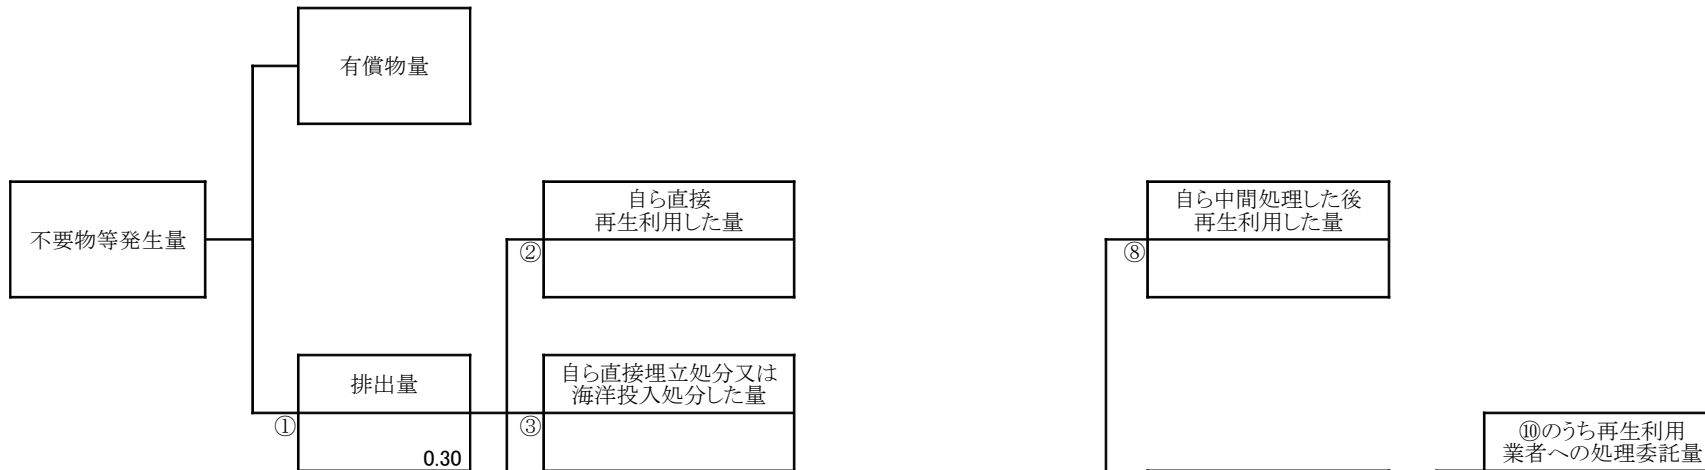 有償物量
不要物等発生量
自ら直接
再生利用した量
②
自ら中間処理した後
再生利用した量
⑧
排出量
①
0.30
自ら直接埋立処分又は
海洋投入処分した量
③
⑩のうち再生利用
業者への処理委託量